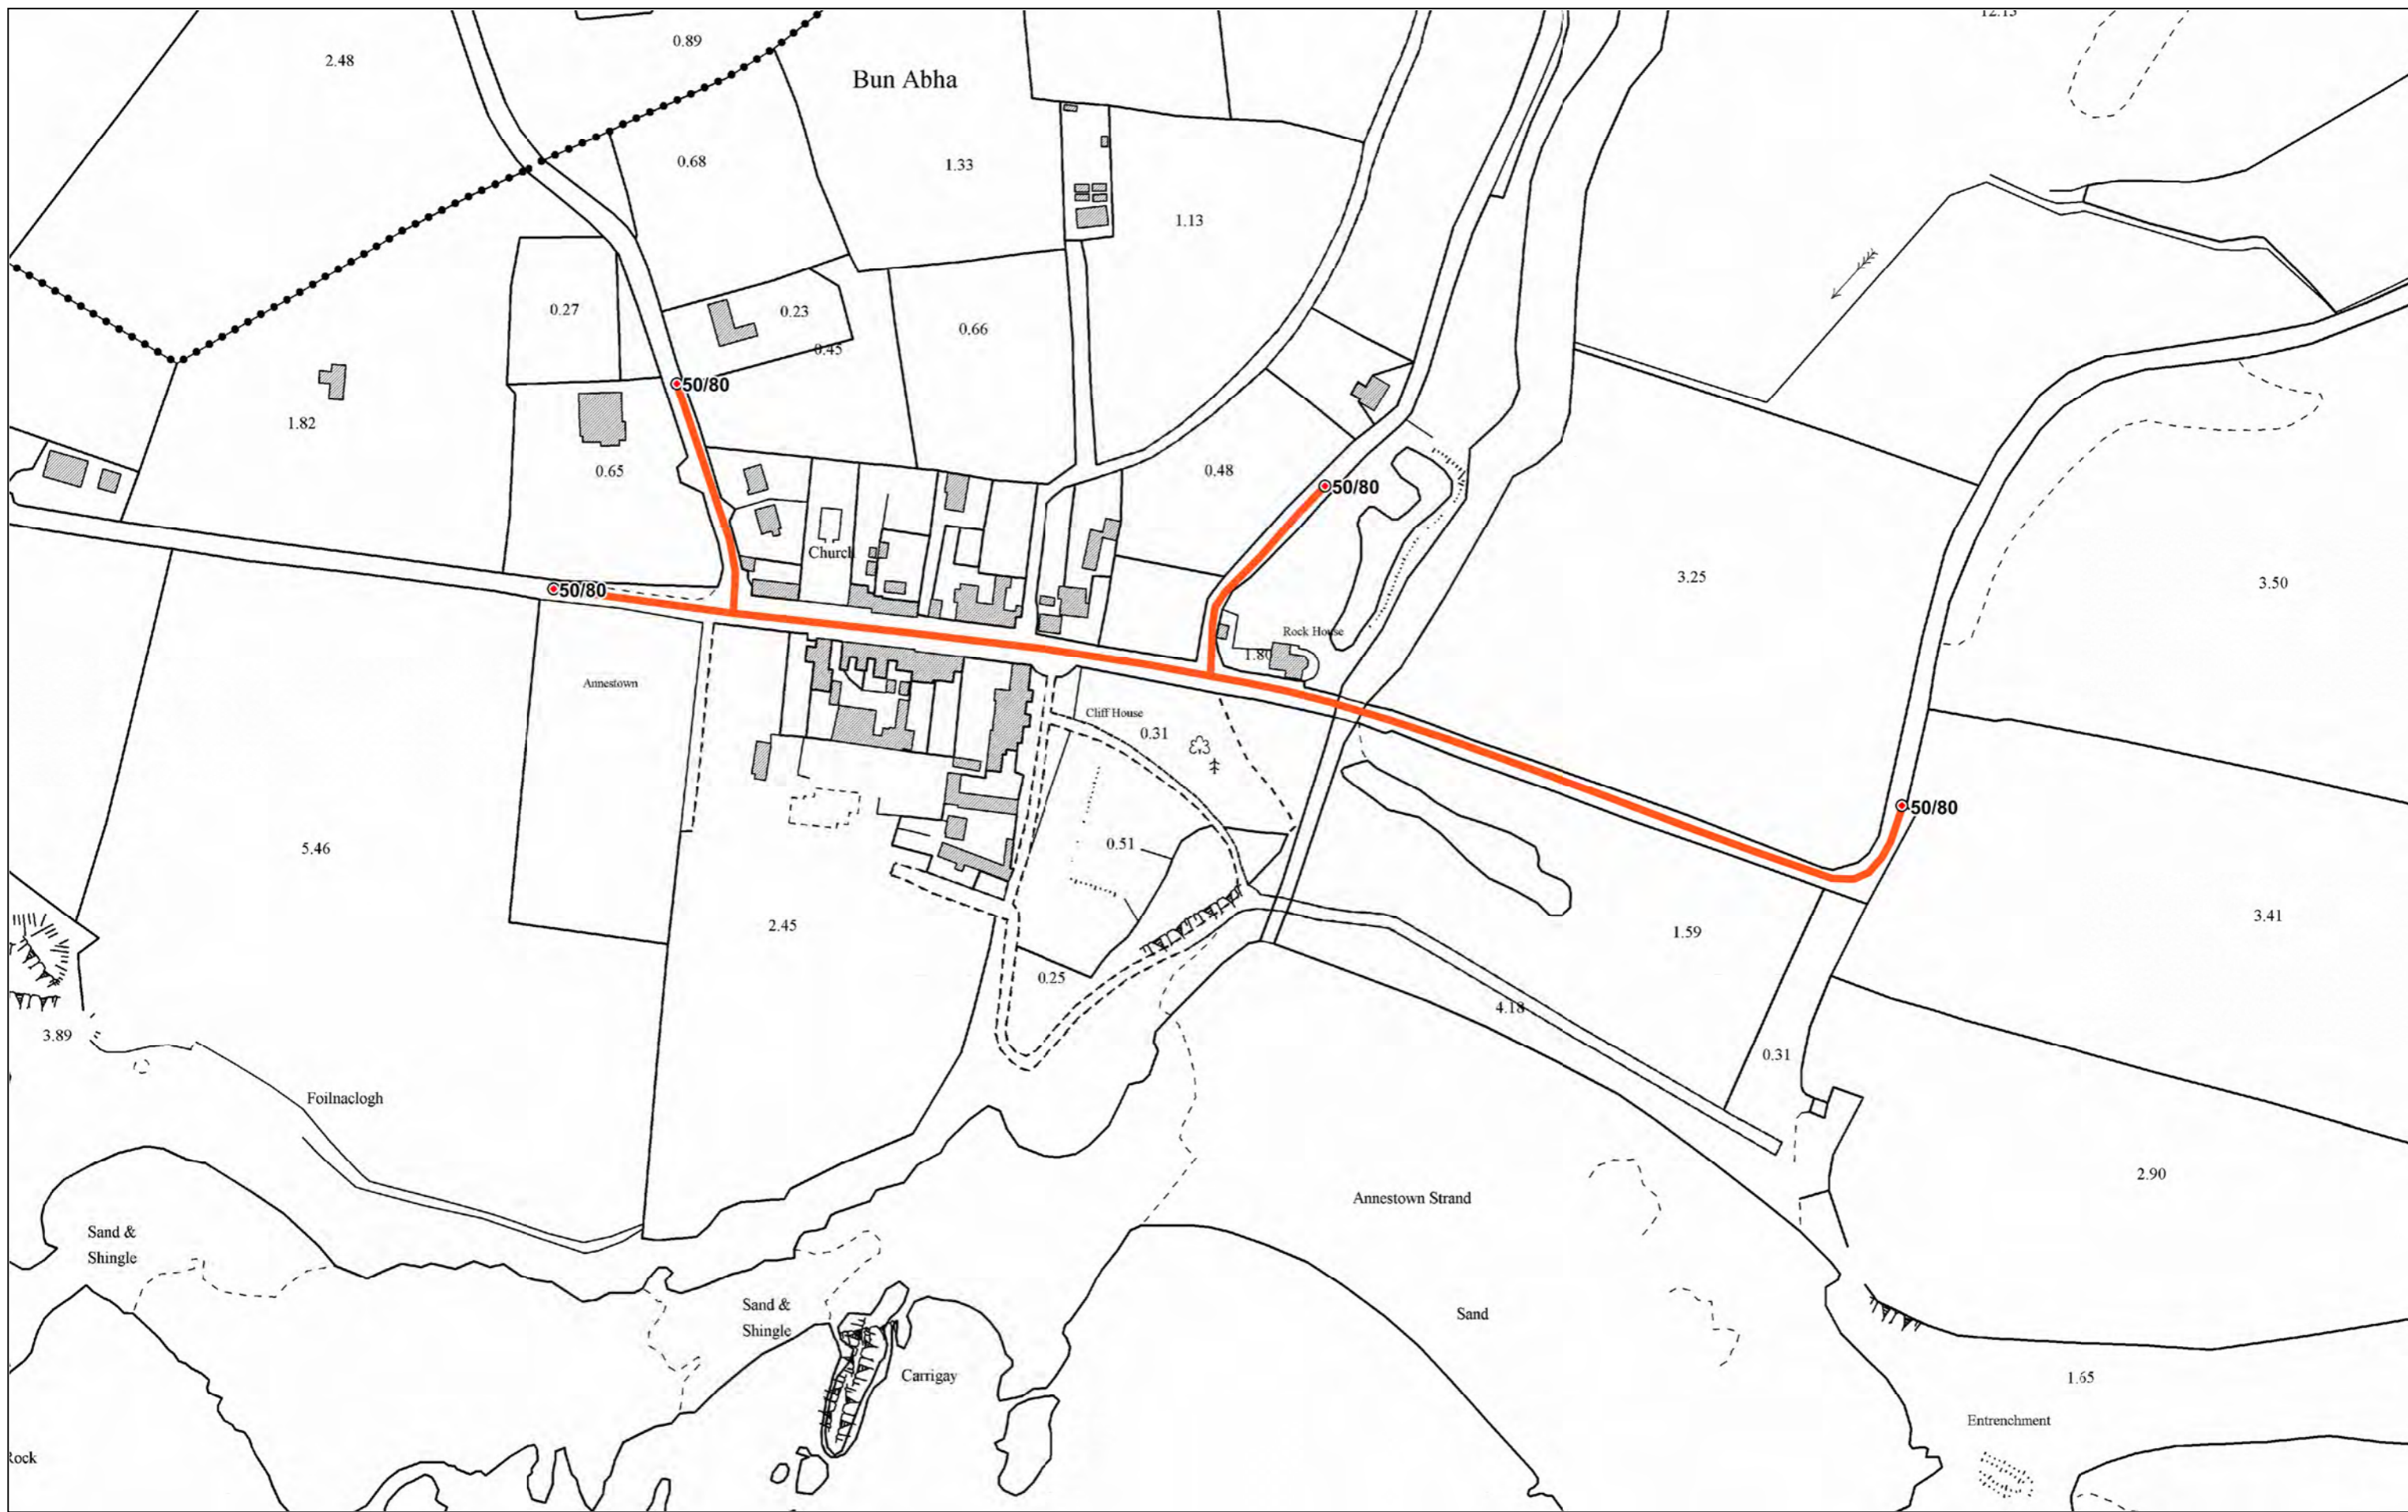 12.15
0.89
2.48
Bun Abha
0.68
1.33
1.13
0.27
0.23
0.66
0.45
50/80
1.82
0.65
0.48
50/80
Church
3.25
3.50
50/80
Rock House
1.80
Annestown
Cliff House
0.31
50/80
5.46
0.51
2.45
1.59
3.41
0.25
4.18
3.89
0.31
Foilnaclogh
2.90
Annestown Strand
Sand &
Shingle
Sand &
Shingle
Sand
Carrigay
1.65
Entrenchment
Rock